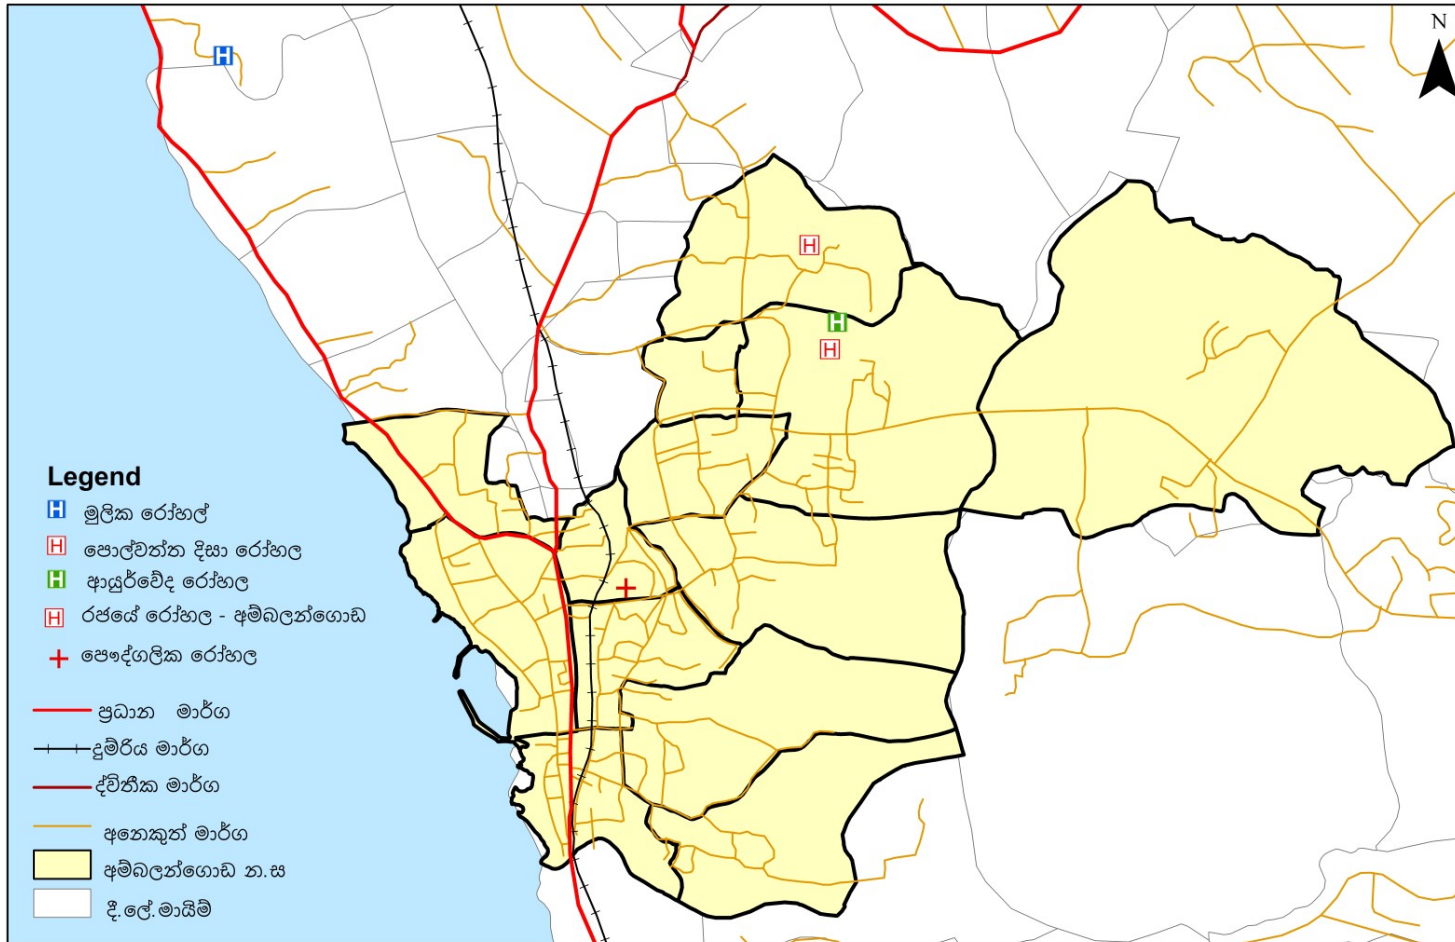 N
Legend
මූලික රෝහල්
පොල්වත්ත දිසා රෝහල
ආයුර්වේද රෝහල
රජයේ රෝහල - අම්බලන්ගොඩ
පෞද්ගලික රෝහල
ප්‍රධාන මාර්ග
දුම්රිය මාර්ග
ද්විතීක මාර්ග
අනෙකුත් මාර්ග
අම්බලන්ගොඩ න.ස
දී.ලේ.මායිම්